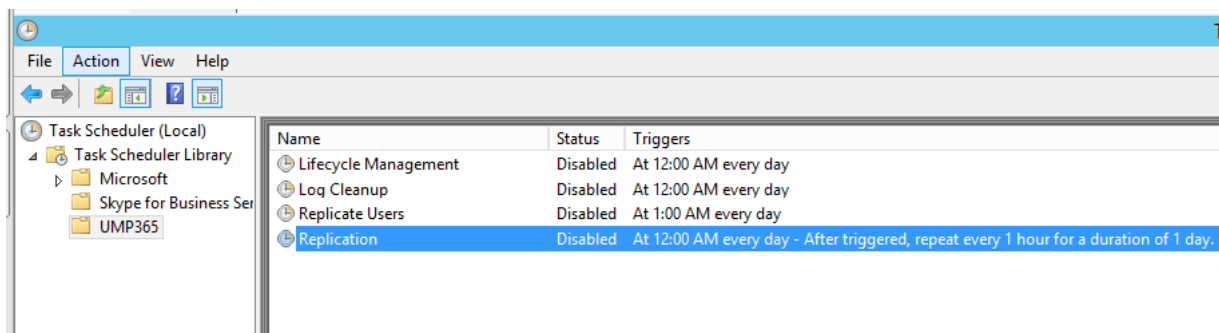 T
File Action View Help
Task Scheduler (Local)
Task Scheduler Library
Microsoft
Skype for Business Ser
UMP365
Name Status Triggers
Lifecycle Management Disabled At 12:00 AM every day
Log Cleanup Disabled At 12:00 AM every day
Replicate Users Disabled At 1:00 AM every day
Replication Disabled At 12:00 AM every day - After triggered, repeat every 1 hour for a duration of 1 day.